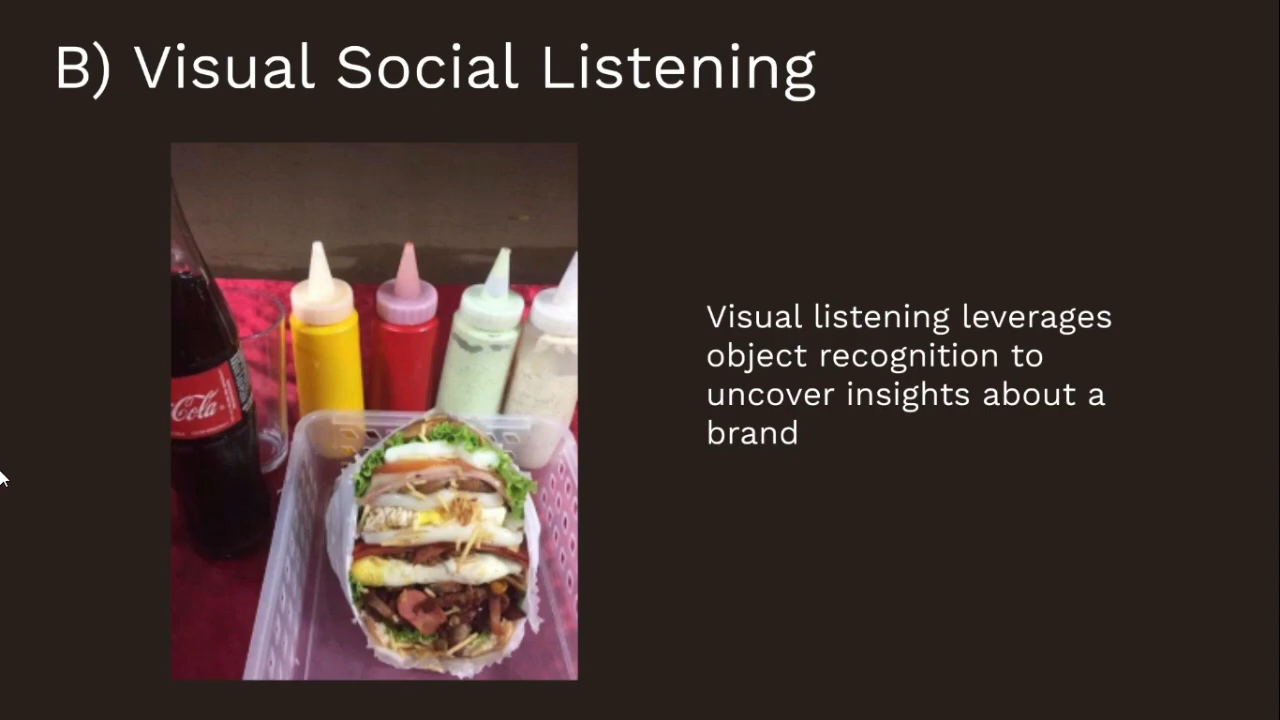 B) Visual Social Listening
Cola
Visual listening leverages
object recognition to
uncover insights about a
brand